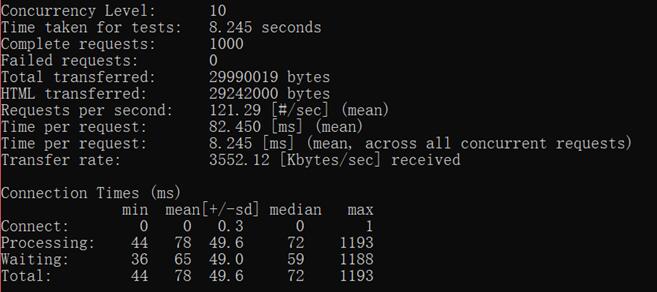 Concurrency Level:      10
Time taken for tests:   8.245 seconds
Complete requests:      1000
Failed requests:        0
Total transferred:      29990019 bytes
HTML transferred:       29242000 bytes
Requests per second:    121.29 [#/sec] (mean)
Time per request:       82.450 [ms] (mean)
Time per request:       8.245 [ms] (mean, across all concurrent requests)
Transfer rate:          3552.12 [Kbytes/sec] received

Connection Times (ms)
              min  mean[+/-sd] median   max
Connect:        0    0   0.3      0       1
Processing:    44   78  49.6     72    1193
Waiting:       36   65  49.0     59    1188
Total:         44   78  49.6     72    1193